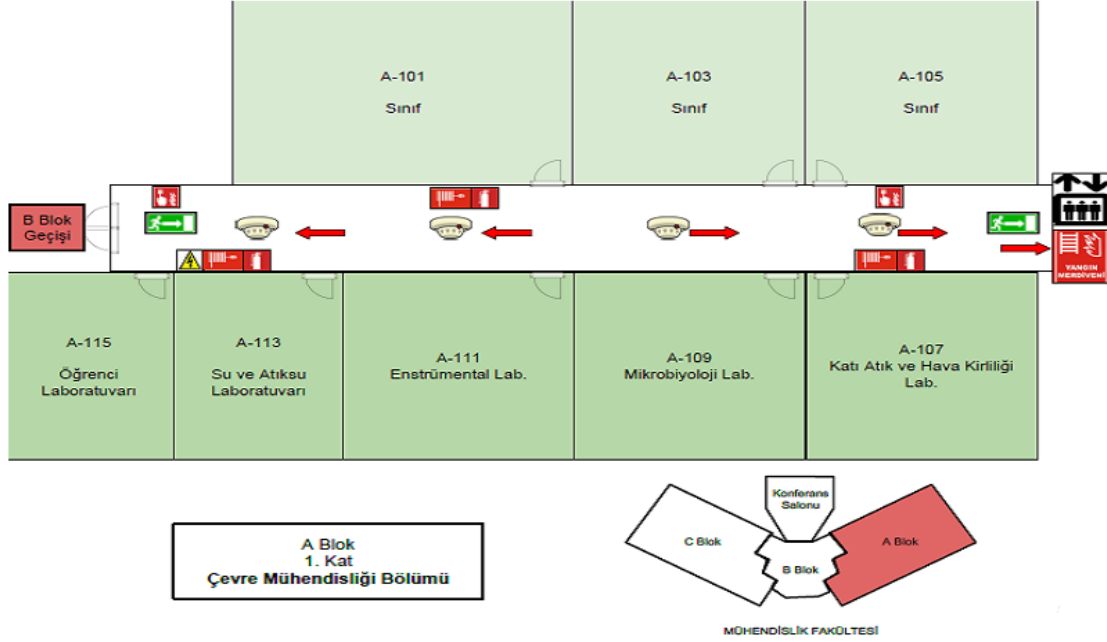 A-101
Sınıf
A-103
Sınıf
A-105
Sınıf
B Blok
Geçişi
YANGIN
MERDİVENİ
A-115
Öğrenci
Laboratuvarı
A-113
Su ve Atıksu
Laboratuvarı
A-111
Enstrümental Lab.
A-109
Mikrobiyoloji Lab.
A-107
Katı Atık ve Hava Kirliliği
Lab.
A Blok
1. Kat
Çevre Mühendisliği Bölümü
Konferans
Salonu
C Blok
B Blok
A Blok
MÜHENDİSLİK FAKÜLTESİ